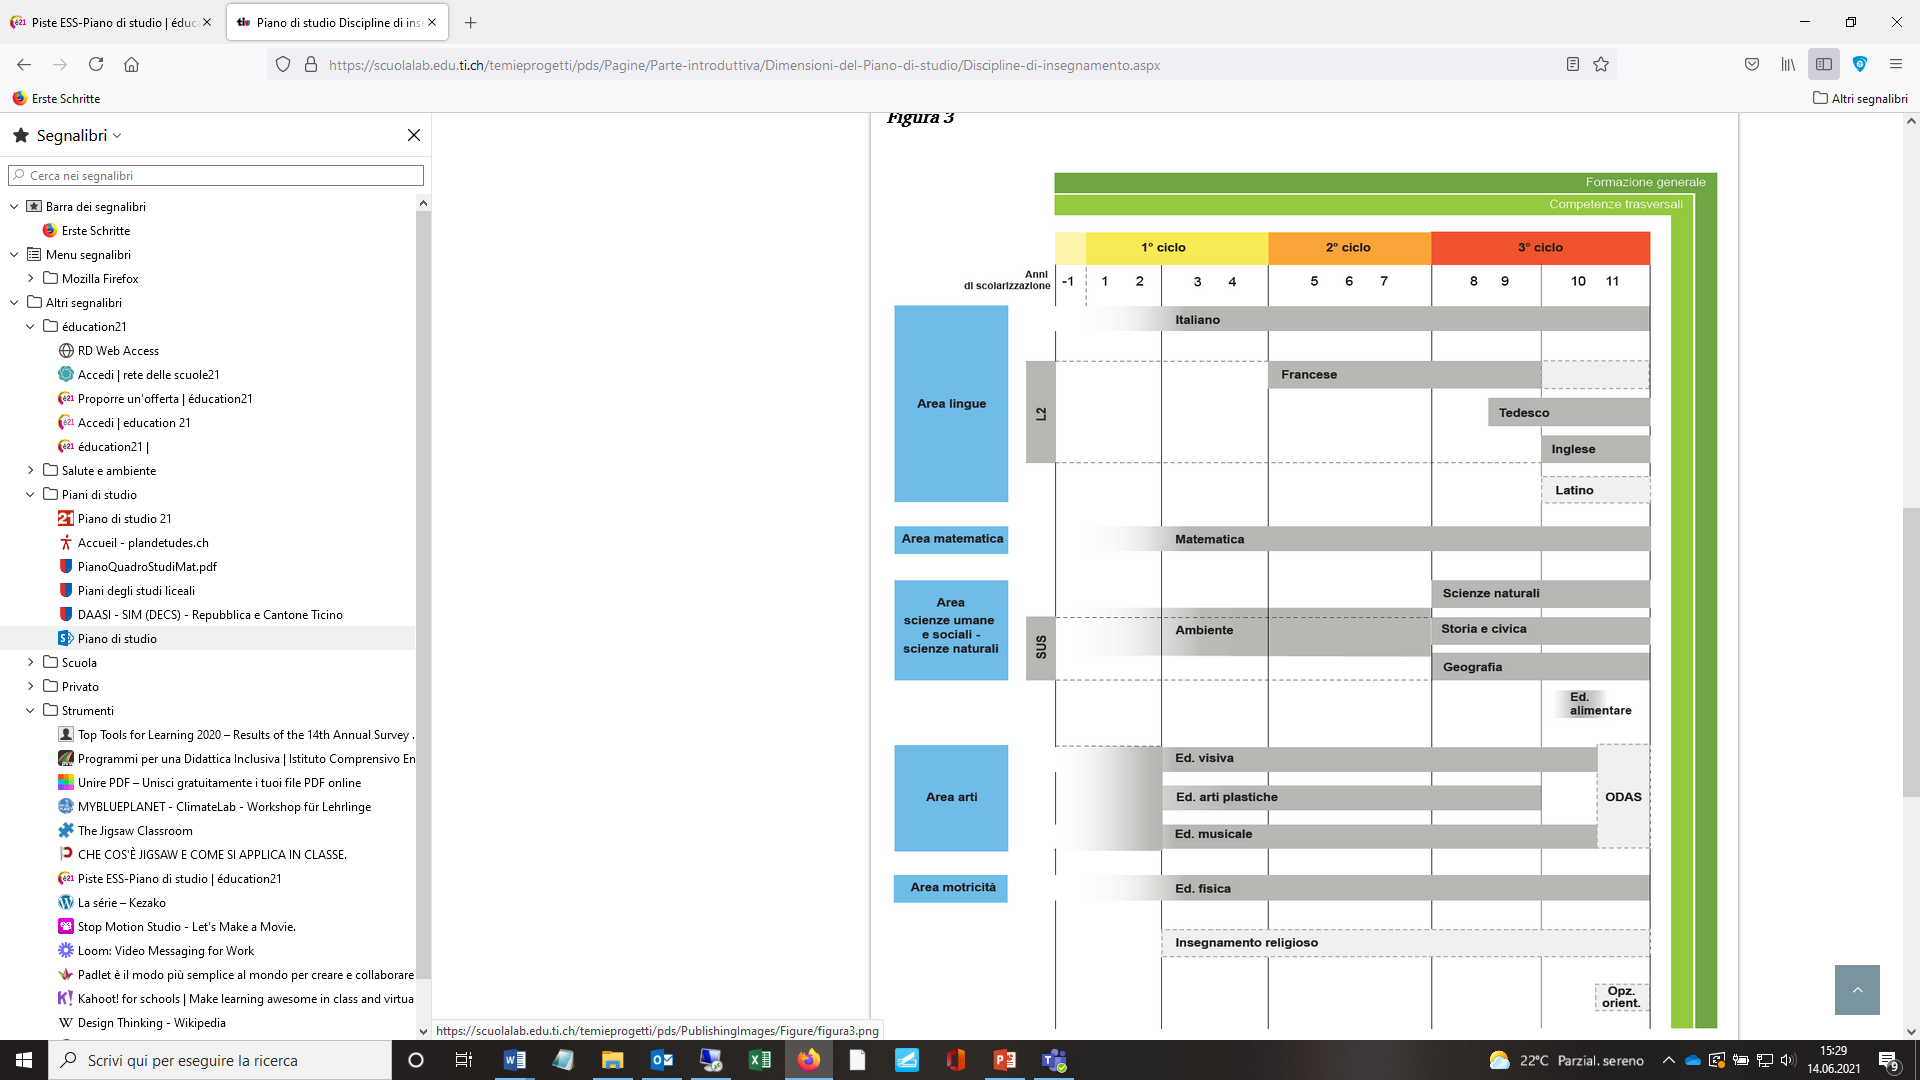 Piste ESS-Piano di studio | éduca
Piano di studio Discipline di inse
https://scuolalab.edu.ti.ch/temieprogetti/pds/Pagine/Parte-introduttiva/Dimensioni-del-Piano-di-studio/Discipline-di-insegnamento.aspx
Erste Schritte
Altri segnalibri
Segnalibri
Cerca nei segnalibri
Barra dei segnalibri
Erste Schritte
Menu segnalibri
Mozilla Firefox
Altri segnalibri
éducation21
RD Web Access
Accedi | rete delle scuole21
Proporre un'offerta | éducation21
Accedi | education 21
éducation21 |
Salute e ambiente
Piani di studio
Piano di studio 21
Accueil - plandetudes.ch
PianoQuadroStudiMat.pdf
Piani degli studi liceali
DAASI - SIM (DECS) - Repubblica e Cantone Ticino
Piano di studio
Scuola
Privato
Strumenti
Top Tools for Learning 2020 – Results of the 14th Annual Survey .
Programmi per una Didattica Inclusiva | Istituto Comprensivo En
Unire PDF – Unisci gratuitamente i tuoi file PDF online
MYBLUEPLANET - ClimateLab - Workshop für Lehrlinge
The Jigsaw Classroom
CHE COS'È JIGSAW E COME SI APPLICA IN CLASSE.
Piste ESS-Piano di studio | éducation21
La série – Kezako
Stop Motion Studio - Let's Make a Movie.
Loom: Video Messaging for Work
Padlet è il modo più semplice al mondo per creare e collaborare
Kahoot! for schools | Make learning awesome in class and virtua
Design Thinking - Wikipedia
Figura 3
Formazione generale
Competenze trasversali
1° ciclo 2° ciclo 3° ciclo
Anni
di scolarizzazione
-1 1 2 3 4 5 6 7 8 9 10 11
Area lingue
L2
Italiano
Francese
Tedesco
Inglese
Latino
Area matematica
Matematica
Area
scienze umane
e sociali -
scienze naturali
SUS
Ambiente
Scienze naturali
Storia e civica
Geografia
Ed.
alimentare
Area arti
Ed. visiva
Ed. arti plastiche
Ed. musicale
ODAS
Area motricità
Ed. fisica
Insegnamento religioso
Opz.
orient.
https://scuolalab.edu.ti.ch/temieprogetti/pds/PublishingImages/Figure/figura3.png
Scrivi qui per eseguire la ricerca
22°C Parzial. sereno
15:29
14.06.2021
9